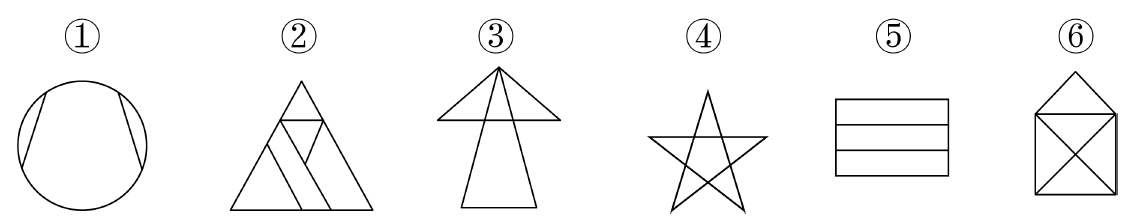 ① ② ③ ④ ⑤ ⑥